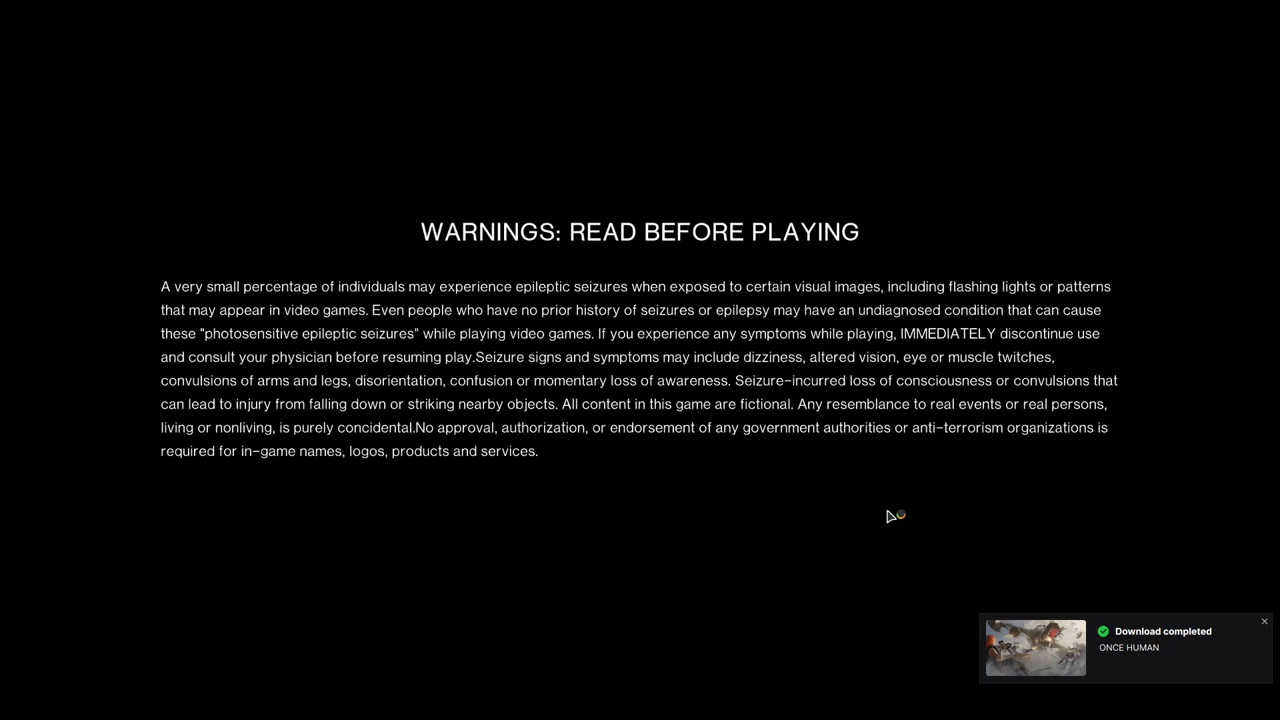 WARNINGS: READ BEFORE PLAYING
A very small percentage of individuals may experience epileptic seizures when exposed to certain visual images, including flashing lights or patterns
that may appear in video games. Even people who have no prior history of seizures or epilepsy may have an undiagnosed condition that can cause
these "photosensitive epileptic seizures" while playing video games. If you experience any symptoms while playing, IMMEDIATELY discontinue use
and consult your physician before resuming play.Seizure signs and symptoms may include dizziness, altered vision, eye or muscle twitches,
convulsions of arms and legs, disorientation, confusion or momentary loss of awareness. Seizure-incurred loss of consciousness or convulsions that
can lead to injury from falling down or striking nearby objects. All content in this game are fictional. Any resemblance to real events or real persons,
living or nonliving, is purely concidental.No approval, authorization, or endorsement of any government authorities or anti-terrorism organizations is
required for in-game names, logos, products and services.
Download completed
ONCE HUMAN